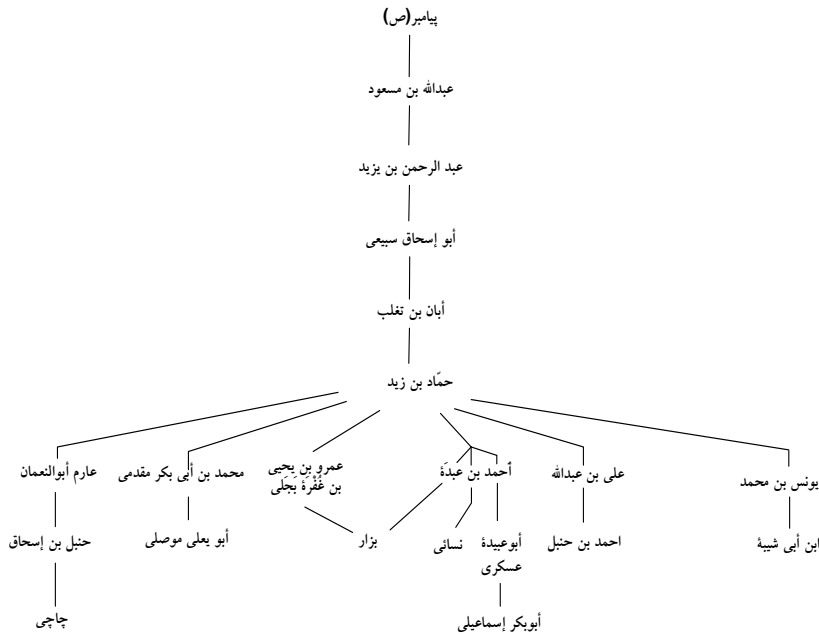 پیامبر(ص)
عبدالله بن مسعود
عبد الرحمن بن یزید
أبو إسحاق سبیعی
أبان بن تغلب
حمّاد بن زید
یونس بن محمد
علی بن عبدالله
أحمد بن عبدَة
عمرو بن یحیی
بن غُفْرَة بَجَلی
محمد بن أبی بکر مقدمی
عارم أبوالنعمان
ابن أبی شیبة
احمد بن حنبل
أبوعبیدة
عسکری
نسائی
بزار
أبو یعلی موصلی
حنبل بن إسحاق
أبوبکر إسماعیلی
چاچی